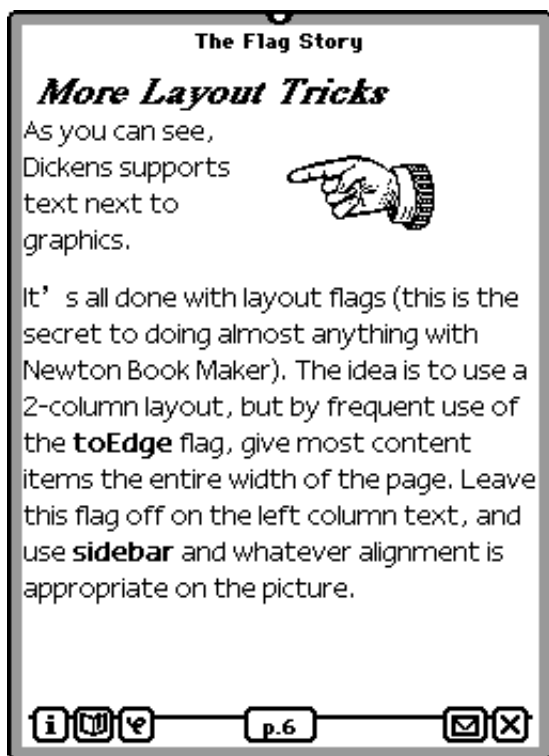 The Flag Story
More Layout Tricks
As you can see,
Dickens supports
text next to
graphics.
It’s all done with layout flags (this is the
secret to doing almost anything with
Newton Book Maker). The idea is to use a
2-column layout, but by frequent use of
the toEdge flag, give most content
items the entire width of the page. Leave
this flag off on the left column text, and
use sidebar and whatever alignment is
appropriate on the picture.
i p.6